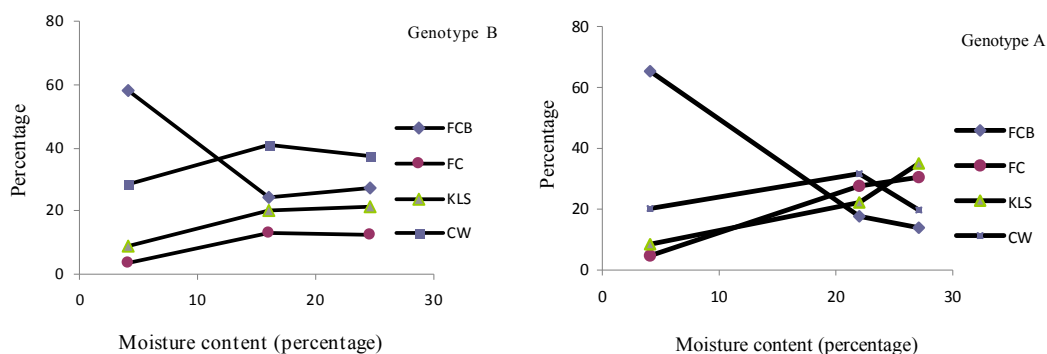 Genotype B
80
60
40
20
0
Percentage
0 10 20 30
Moisture content (percentage)
FCB
FC
KLS
CW
Genotype A
80
60
40
20
0
Percentage
0 10 20 30
Moisture content (percentage)
FCB
FC
KLS
CW